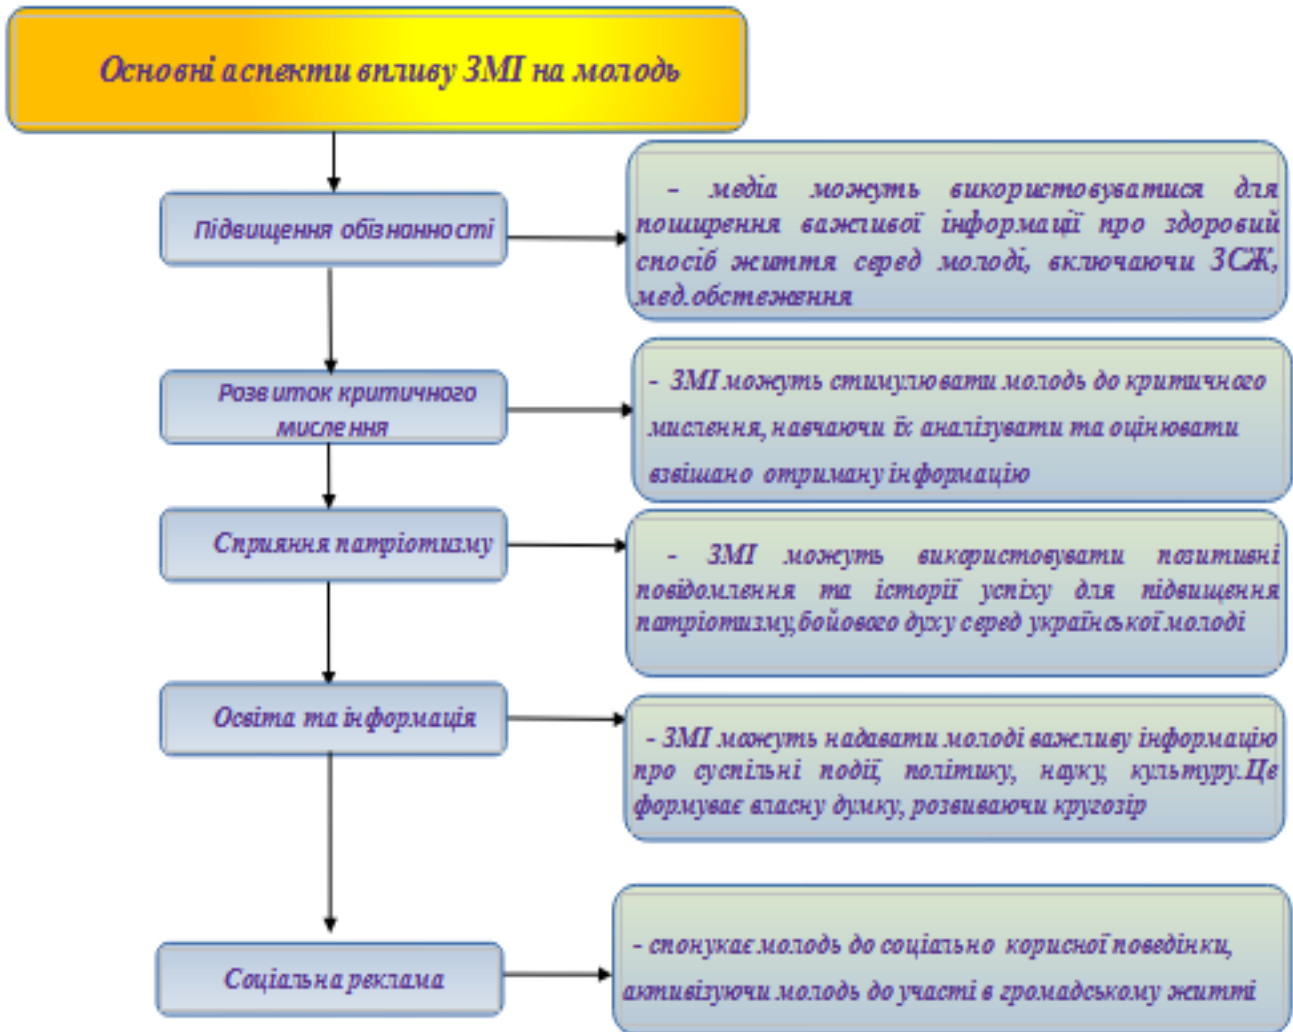 Основні аспекти впливу ЗМІ на молодь
Підвищення обізнанності
- медіа можуть використовуватися для
поширення важливої інформації про здоровий
спосіб життя серед молоді, включаючи ЗСЖ,
мед.обстеження
Розвиток критичного
мислення
- ЗМІ можуть стимулювати молодь до критичного
мислення, навчаючи їх аналізувати та оцінювати
взвішано отриману інформацію
Сприяння патріотизму
- ЗМІ можуть використовувати позитивні
повідомлення та історії успіху для підвищення
патріотизму,бойового духу серед української молоді
Освіта та інформація
- ЗМІ можуть надавати молоді важливу інформацію
про суспільні події, політику, науку, культуру.Це
формує власну думку, розвиваючи кругозір
Соціальна реклама
- спонукає молодь до соціально корисної поведінки,
активізуючи молодь до участі в громадському житті